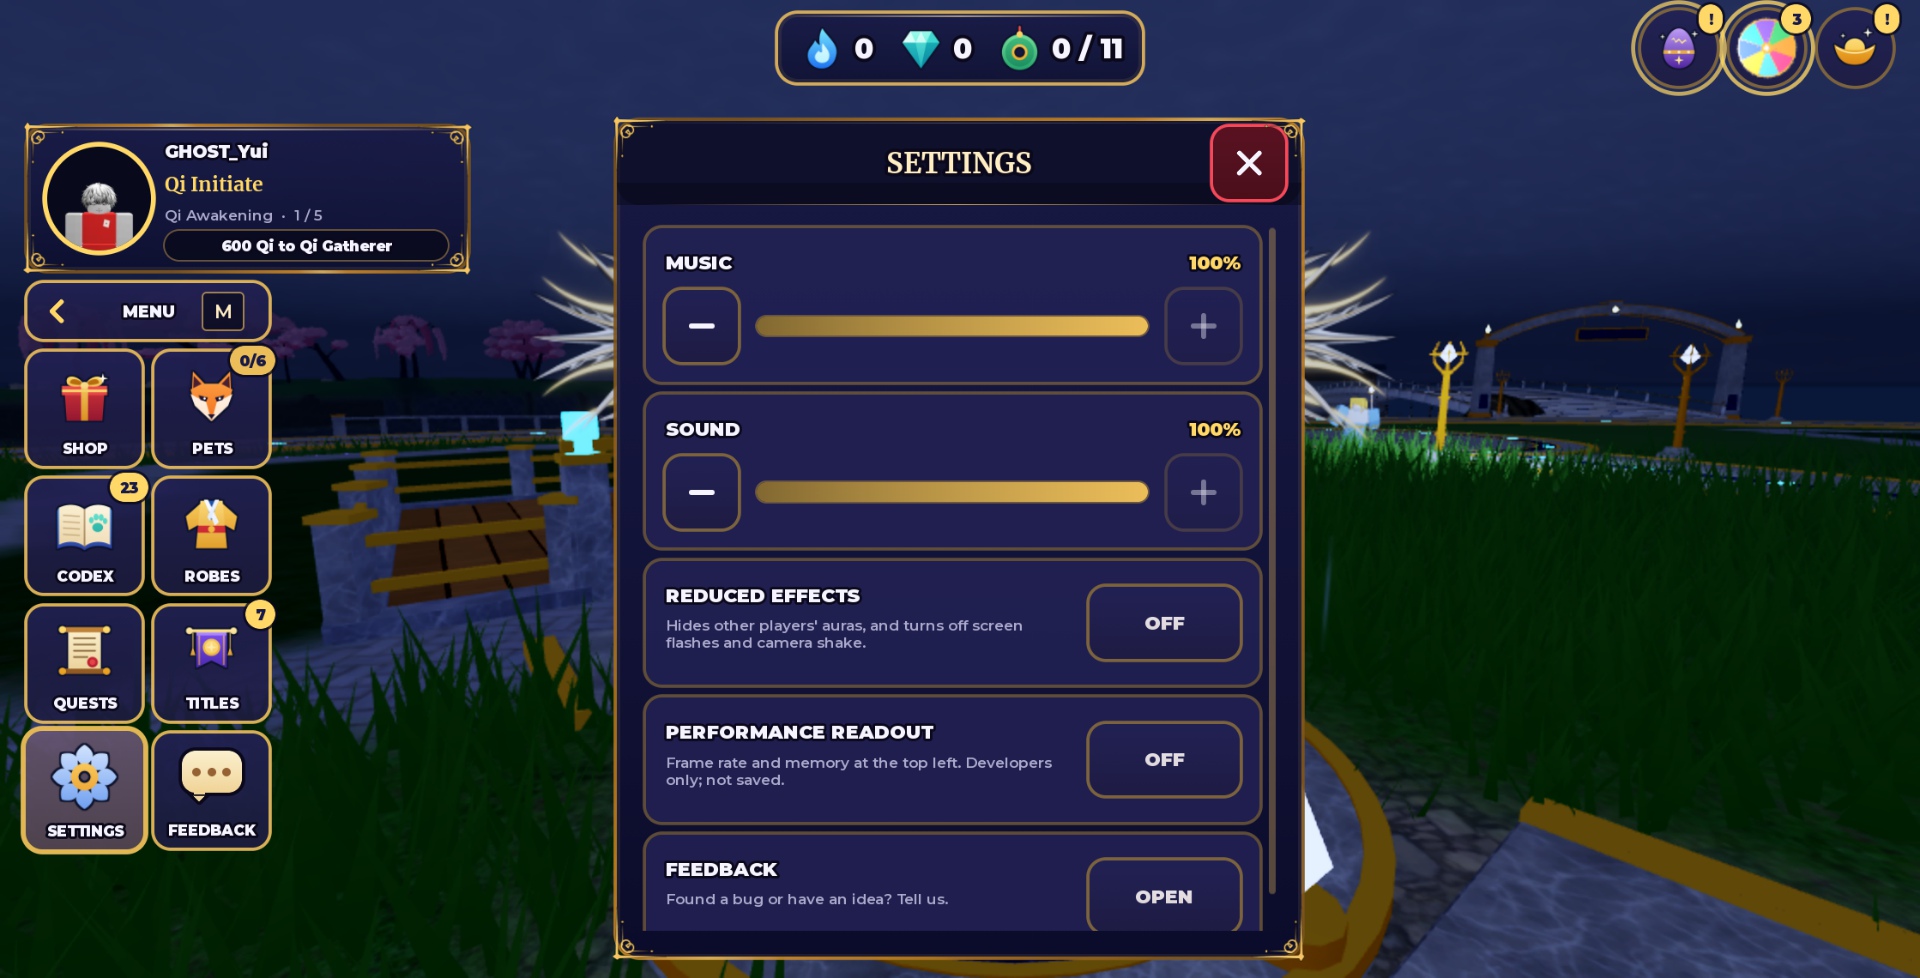 0 0 0 / 11
! 3 !
GHOST_Yui
Qi Initiate
Qi Awakening · 1 / 5
600 Qi to Qi Gatherer
MENU M
0/6
SHOP PETS
23
CODEX ROBES
7
QUESTS TITLES
SETTINGS FEEDBACK
SETTINGS
MUSIC 100%
SOUND 100%
REDUCED EFFECTS
Hides other players' auras, and turns off screen
flashes and camera shake.
OFF
PERFORMANCE READOUT
Frame rate and memory at the top left. Developers
only; not saved.
OFF
FEEDBACK
Found a bug or have an idea? Tell us.
OPEN